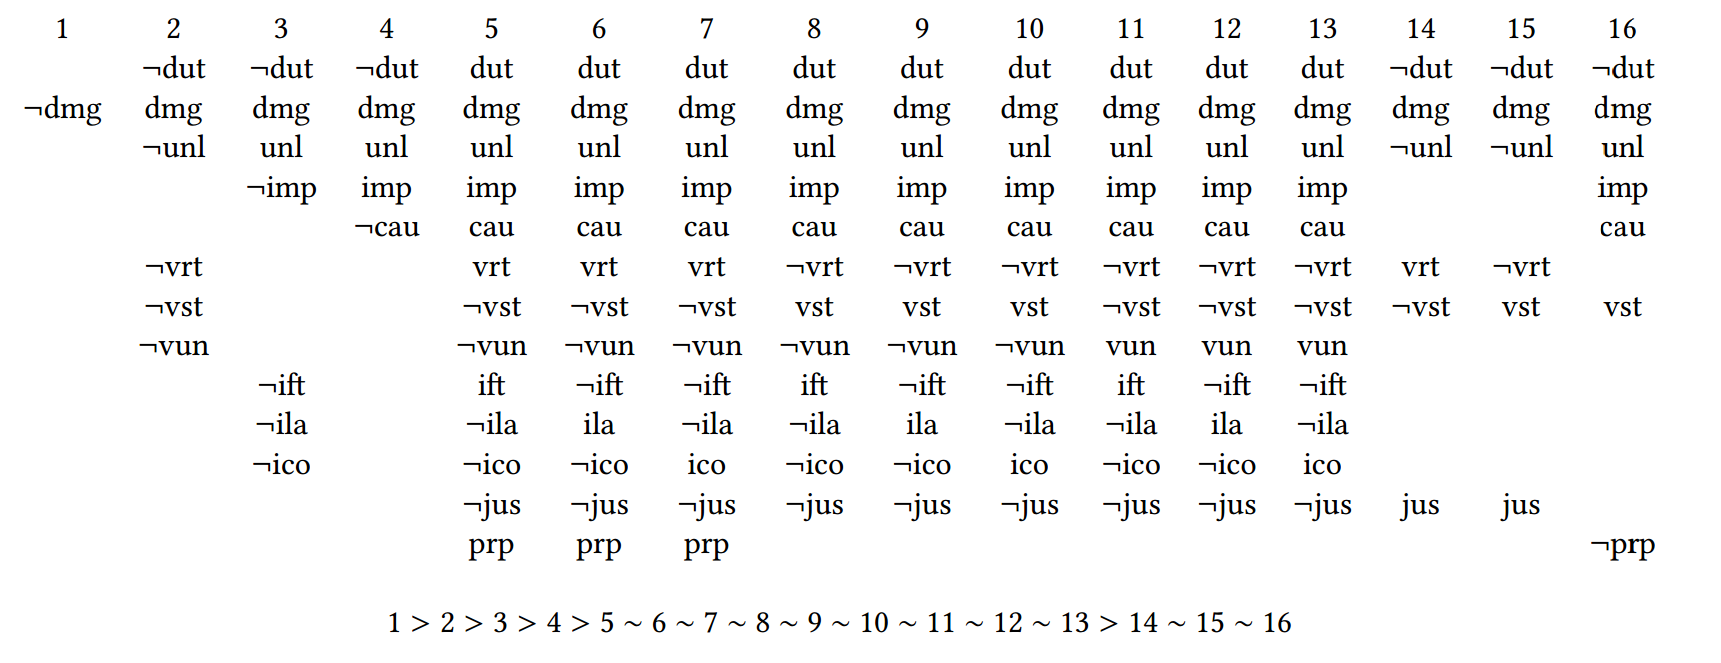 1 2 3 4 5 6 7 8 9 10 11 12 13 14 15 16
¬dut ¬dut ¬dut dut dut dut dut dut dut dut dut dut ¬dut ¬dut ¬dut
¬dmg dmg dmg dmg dmg dmg dmg dmg dmg dmg dmg dmg dmg dmg dmg dmg
¬unl unl unl unl unl unl unl unl unl unl unl unl ¬unl ¬unl unl
¬imp imp imp imp imp imp imp imp imp imp imp imp
¬cau cau cau cau cau cau cau cau cau cau cau
¬vrt vrt vrt vrt ¬vrt ¬vrt ¬vrt ¬vrt ¬vrt ¬vrt vrt ¬vrt
¬vst ¬vst ¬vst ¬vst vst vst vst ¬vst ¬vst ¬vst ¬vst vst vst
¬vun ¬vun ¬vun ¬vun ¬vun ¬vun ¬vun vun vun vun
¬ift ift ¬ift ¬ift ift ¬ift ¬ift ift ¬ift ¬ift
¬ila ¬ila ila ¬ila ¬ila ila ¬ila ¬ila ila ¬ila
¬ico ¬ico ¬ico ico ¬ico ¬ico ico ¬ico ¬ico ico
¬jus ¬jus ¬jus ¬jus ¬jus ¬jus ¬jus ¬jus ¬jus jus jus
prp prp prp ¬prp
1 > 2 > 3 > 4 > 5 ∼ 6 ∼ 7 ∼ 8 ∼ 9 ∼ 10 ∼ 11 ∼ 12 ∼ 13 > 14 ∼ 15 ∼ 16